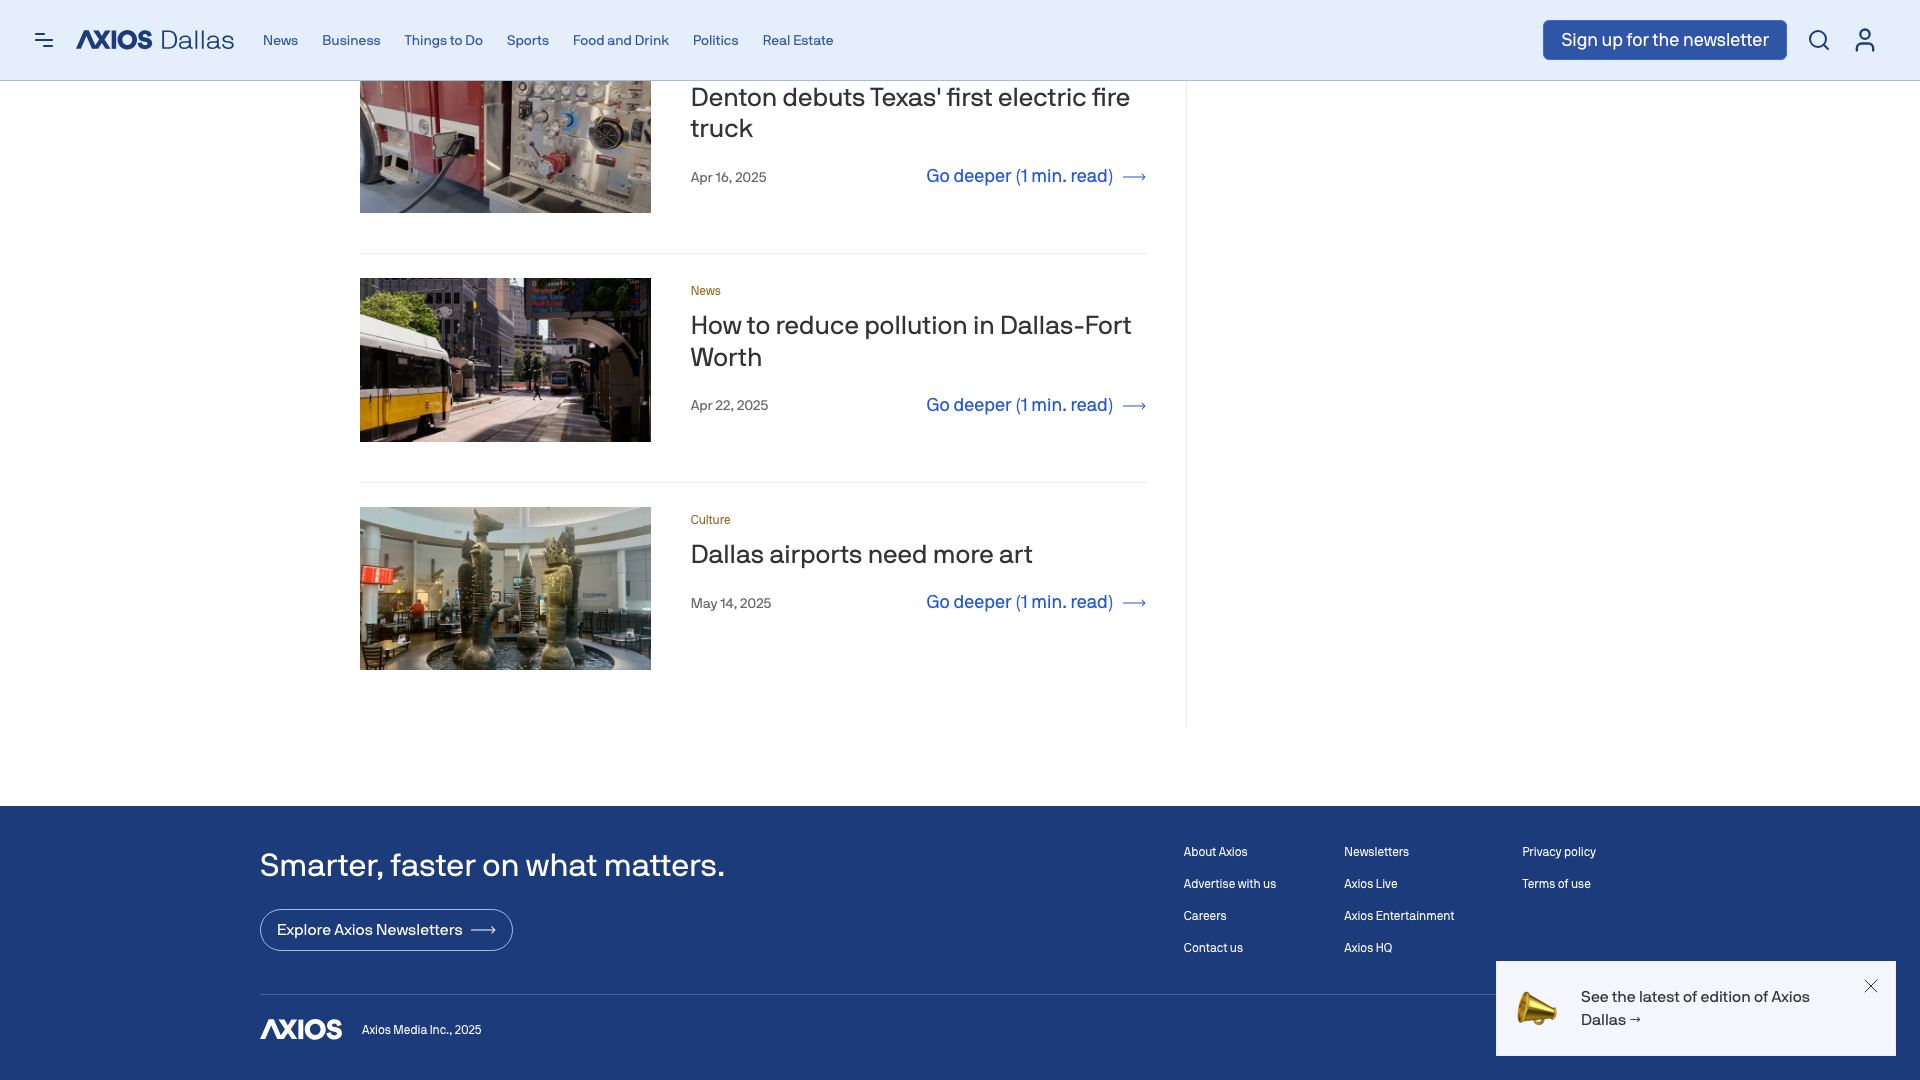 AXIOS Dallas
News
Business
Things to Do
Sports
Food and Drink
Politics
Real Estate
Sign up for the newsletter
Denton debuts Texas' first electric fire
truck
Apr 16, 2025
Go deeper (1 min. read)
News
How to reduce pollution in Dallas-Fort
Worth
Apr 22, 2025
Go deeper (1 min. read)
Culture
Dallas airports need more art
May 14, 2025
Go deeper (1 min. read)
Smarter, faster on what matters.
Explore Axios Newsletters
About Axios
Advertise with us
Careers
Contact us
Newsletters
Axios Live
Axios Entertainment
Axios HQ
Privacy policy
Terms of use
AXIOS
Axios Media Inc., 2025
See the latest of edition of Axios
Dallas →